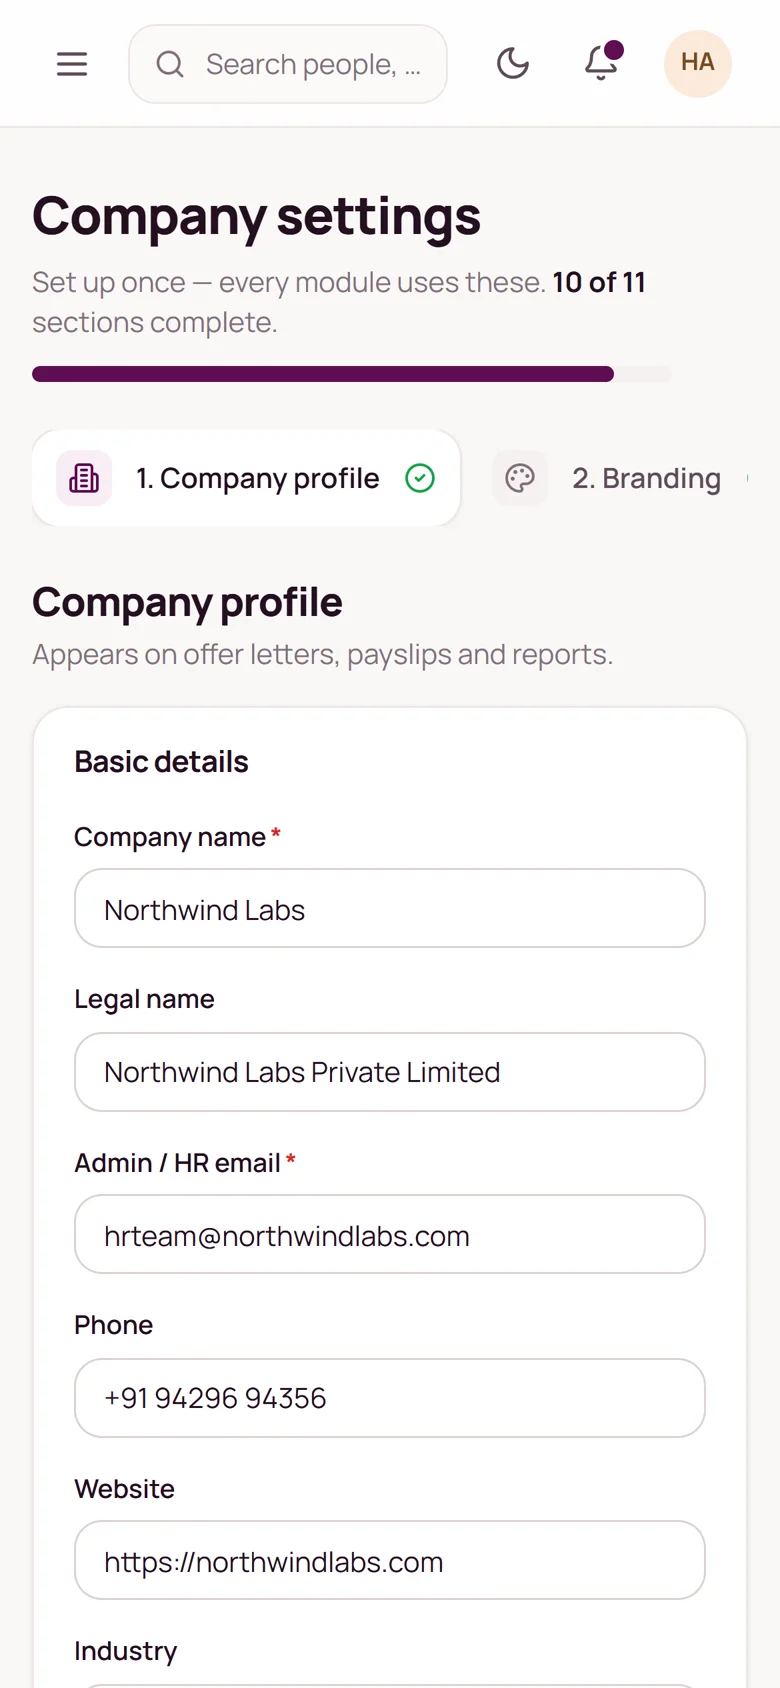 Search people, ...
HA
Company settings
Set up once — every module uses these. 10 of 11
sections complete.
1. Company profile
2. Branding
Company profile
Appears on offer letters, payslips and reports.
Basic details
Company name *
Northwind Labs
Legal name
Northwind Labs Private Limited
Admin / HR email *
hrteam@northwindlabs.com
Phone
+91 94296 94356
Website
https://northwindlabs.com
Industry